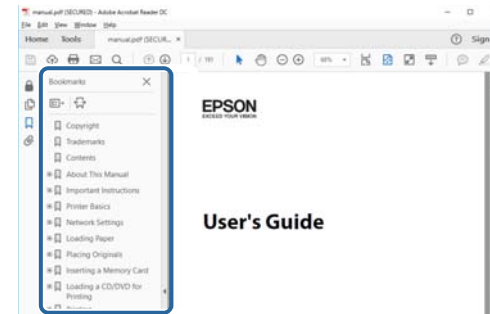 manual.pdf (SECURED) - Adobe Acrobat Reader DC
File Edit View Window Help
Home Tools manual.pdf (SECUR... ×
Sign
1 / 191
Bookmarks
Copyright
Trademarks
Contents
About This Manual
Important Instructions
Printer Basics
Network Settings
Loading Paper
Placing Originals
Inserting a Memory Card
Loading a CD/DVD for
Printing
EPSON
EXCEED YOUR VISION
User's Guide